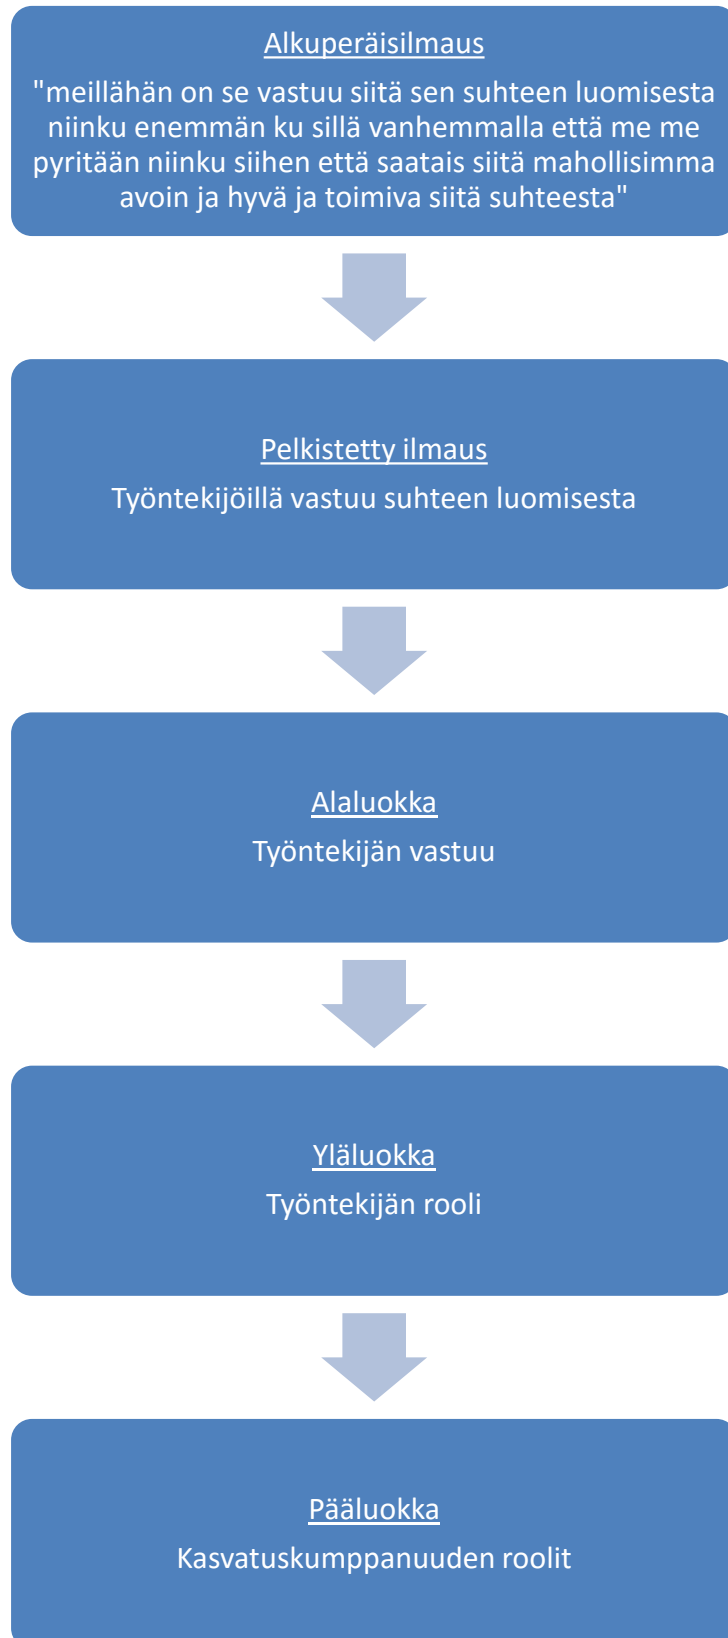 Alkuperäisilmaus
"meillähän on se vastuu siitä sen suhteen luomisesta
niinku enemmän ku sillä vanhemmalla että me me
pyritään niinku siihen että saatais siitä mahollisimma
avoin ja hyvä ja toimiva siitä suhteesta"
Pelkistetty ilmaus
Työntekijöillä vastuu suhteen luomisesta
Alaluokka
Työntekijän vastuu
Yläluokka
Työntekijän rooli
Pääluokka
Kasvatuskumppanuuden roolit